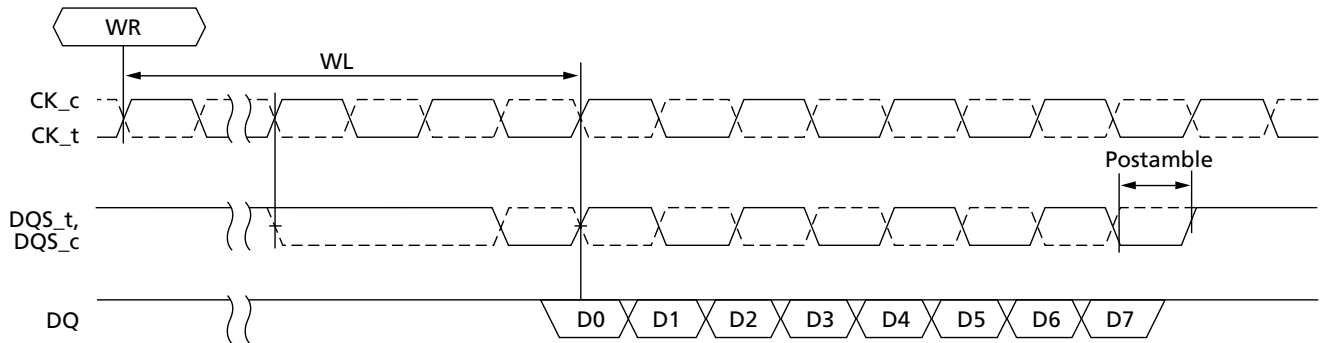 WR
WL
CK_c
CK_t
Postamble
DQS_t,
DQS_c
DQ D0 D1 D2 D3 D4 D5 D6 D7